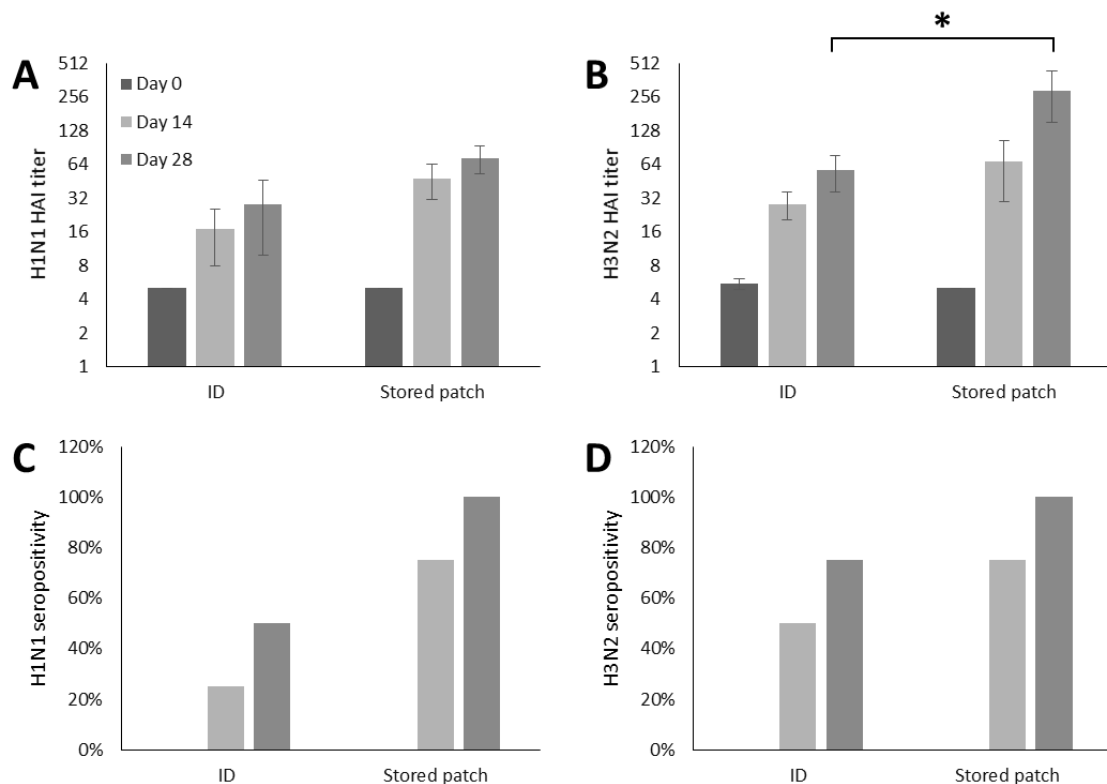 *
A
H1N1 HAI titer
512
256
128
64
32
16
8
4
2
1
Day 0
Day 14
Day 28
ID
Stored patch
B
H3N2 HAI titer
512
256
128
64
32
16
8
4
2
1
ID
Stored patch
C
H1N1 seropositivity
120%
100%
80%
60%
40%
20%
0%
ID
Stored patch
D
H3N2 seropositivity
120%
100%
80%
60%
40%
20%
0%
ID
Stored patch